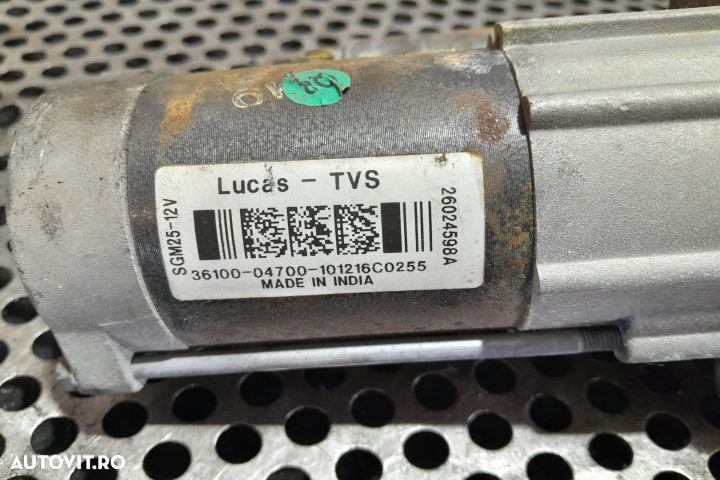 Lucas - TVS
SGM25-12V
26024598A
36100-04700-101216C0255
MADE IN INDIA
AUTOVIT.RO